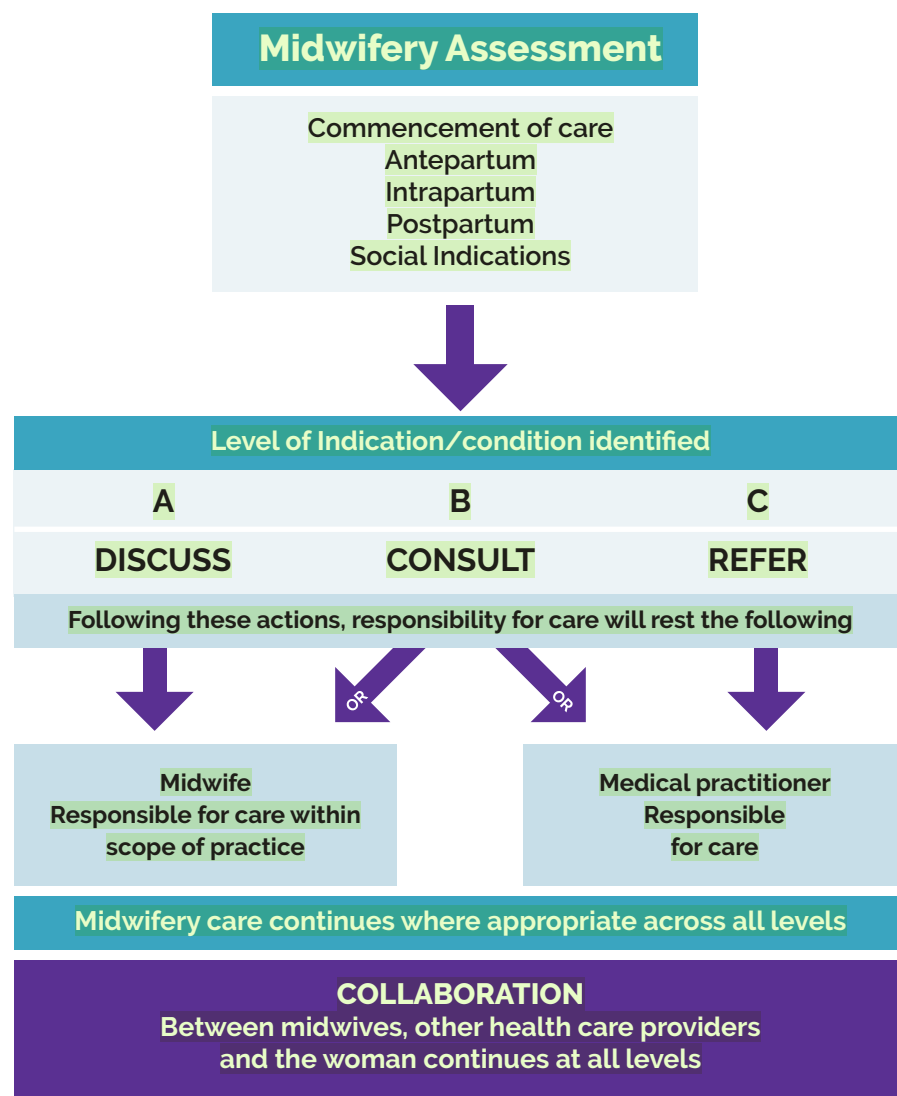 Midwifery Assessment
Commencement of care
Antepartum
Intrapartum
Postpartum
Social Indications
Level of Indication/condition identified
A B C
DISCUSS CONSULT REFER
Following these actions, responsibility for care will rest the following
OR OR
Midwife
Responsible for care within
scope of practice
Medical practitioner
Responsible
for care
Midwifery care continues where appropriate across all levels
COLLABORATION
Between midwives, other health care providers
and the woman continues at all levels